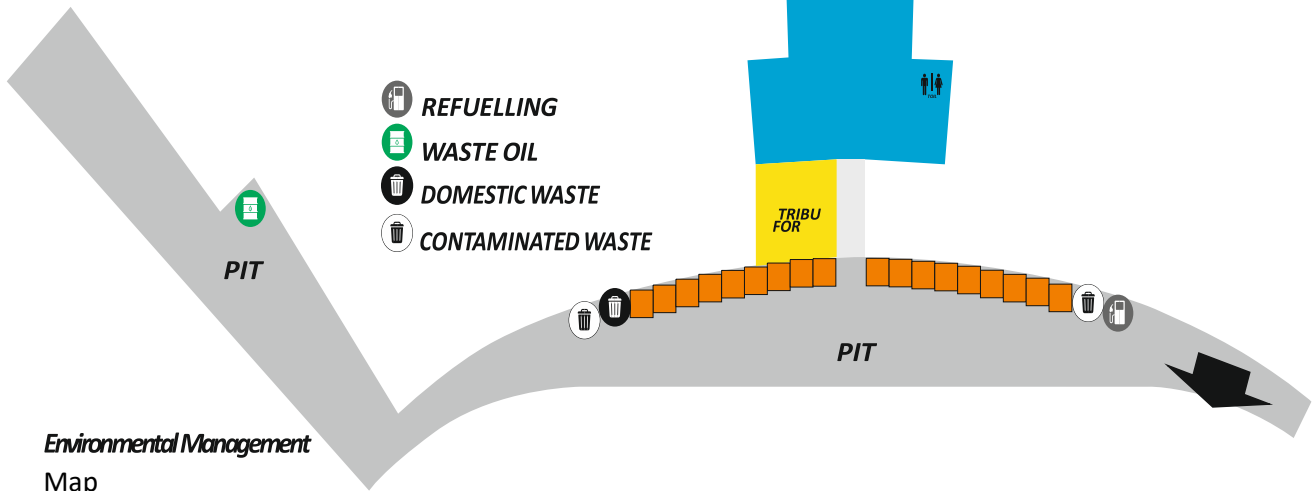 REFUELLING
WASTE OIL
DOMESTIC WASTE
CONTAMINATED WASTE
TRIBU
FOR
PIT
PIT
Environmental Management
Map